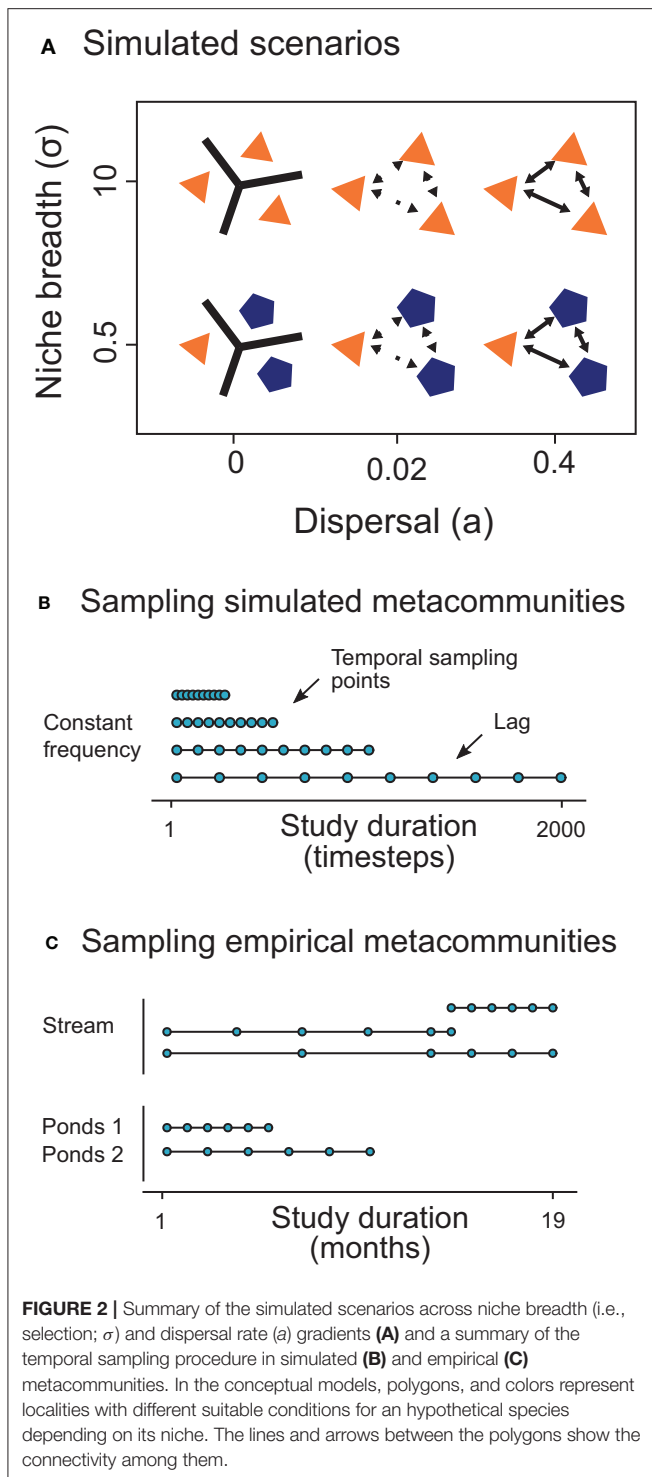 A Simulated scenarios
Niche breadth (σ)
10
0.5
0
0.02
0.4
Dispersal (a)
B Sampling simulated metacommunities
Temporal sampling
points
Constant
frequency
Lag
1
Study duration
2000
(timesteps)
C Sampling empirical metacommunities
Stream
Ponds 1
Ponds 2
1
Study duration
19
(months)
FIGURE 2 | Summary of the simulated scenarios across niche breadth (i.e.,
selection; σ) and dispersal rate (a) gradients (A) and a summary of the
temporal sampling procedure in simulated (B) and empirical (C)
metacommunities. In the conceptual models, polygons, and colors represent
localities with different suitable conditions for an hypothetical species
depending on its niche. The lines and arrows between the polygons show the
connectivity among them.